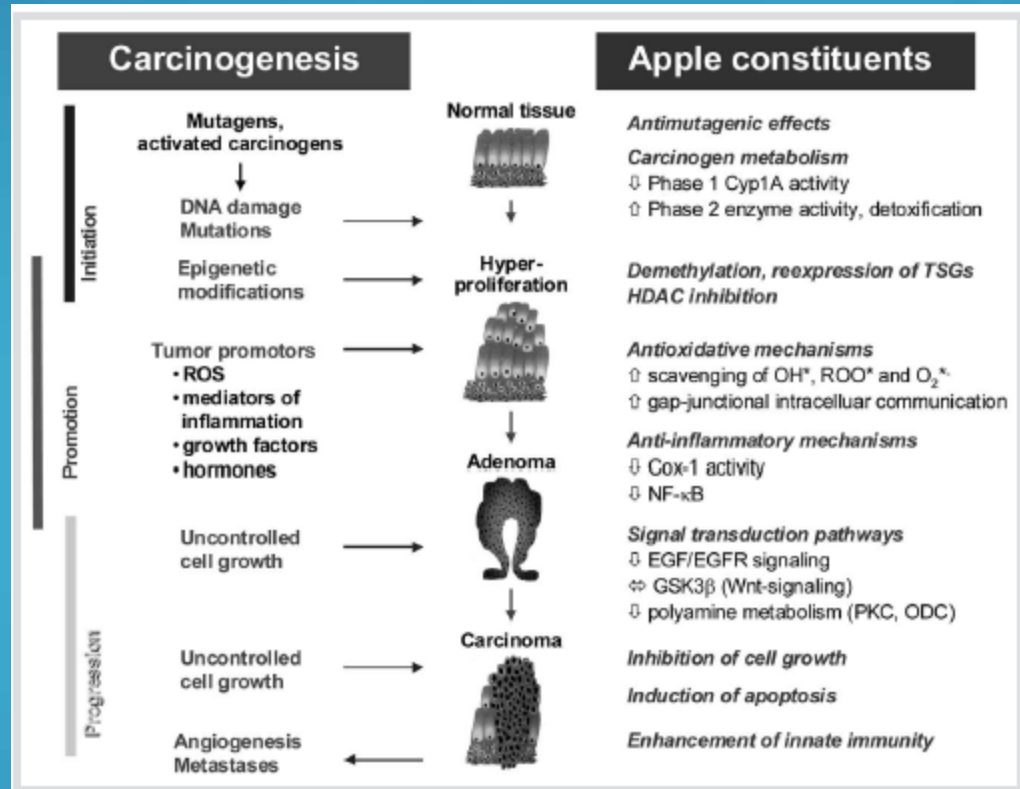 Carcinogenesis
Apple constituents
Initiation
Promotion
Progression
Mutagens,
activated carcinogens
DNA damage
Mutations
Epigenetic
modifications
Tumor promotors
• ROS
• mediators of
inflammation
• growth factors
• hormones
Uncontrolled
cell growth
Uncontrolled
cell growth
Angiogenesis
Metastases
Normal tissue
Hyper-
proliferation
Adenoma
Carcinoma
Antimutagenic effects
Carcinogen metabolism
⇩ Phase 1 Cyp1A activity
⇧ Phase 2 enzyme activity, detoxification
Demethylation, reexpression of TSGs
HDAC inhibition
Antioxidative mechanisms
⇧ scavenging of OH*, ROO* and O₂*-
⇧ gap-junctional intracelluar communication
Anti-inflammatory mechanisms
⇩ Cox-1 activity
⇩ NF-κB
Signal transduction pathways
⇩ EGF/EGFR signaling
⇔ GSK3β (Wnt-signaling)
⇩ polyamine metabolism (PKC, ODC)
Inhibition of cell growth
Induction of apoptosis
Enhancement of innate immunity